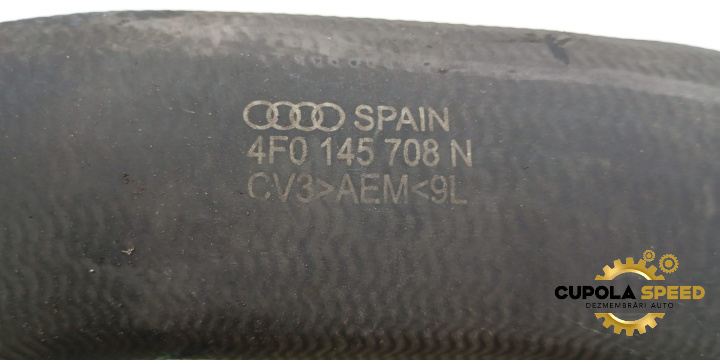 SPAIN
4F0 145 708 N
CV3>AEM<9L
CUPOLA SPEED
DEZMEMBRĂRI AUTO